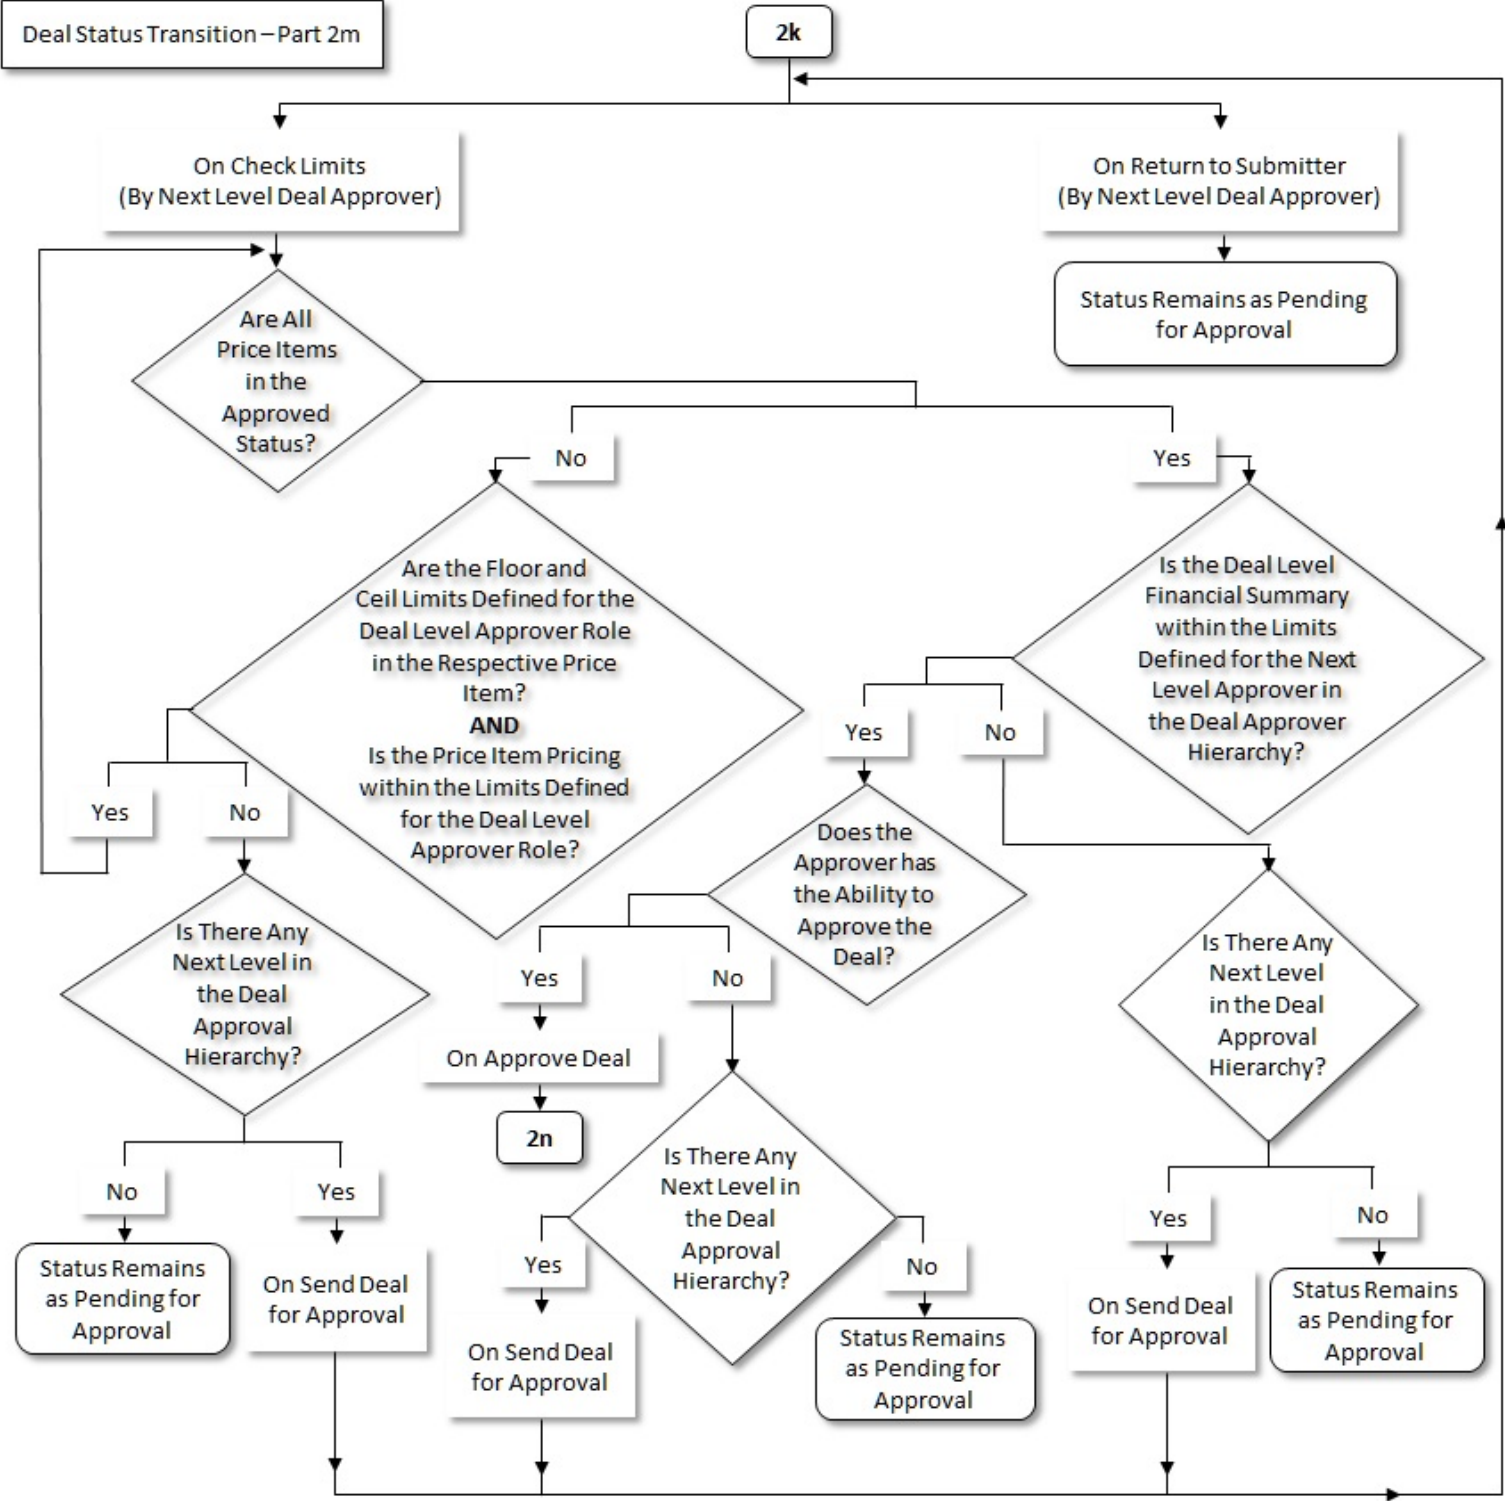 Deal Status Transition – Part 2m
2k
On Check Limits
(By Next Level Deal Approver)
On Return to Submitter
(By Next Level Deal Approver)
Status Remains as Pending
for Approval
Are All
Price Items
in the
Approved
Status?
No
Yes
Are the Floor and
Ceil Limits Defined for the
Deal Level Approver Role
in the Respective Price
Item?
AND
Is the Price Item Pricing
within the Limits Defined
for the Deal Level
Approver Role?
Is the Deal Level
Financial Summary
within the Limits
Defined for the Next
Level Approver in
the Deal Approver
Hierarchy?
Yes
No
Yes
No
Does the
Approver has
the Ability to
Approve the
Deal?
Is There Any
Next Level in
the Deal
Approval
Hierarchy?
Yes
No
On Approve Deal
2n
Is There Any
Next Level
in the Deal
Approval
Hierarchy?
Is There Any
Next Level in
the Deal
Approval
Hierarchy?
No
Yes
Status Remains
as Pending for
Approval
On Send Deal
for Approval
Yes
No
On Send Deal
for Approval
Status Remains
as Pending for
Approval
Yes
No
On Send Deal
for Approval
Status Remains
as Pending for
Approval